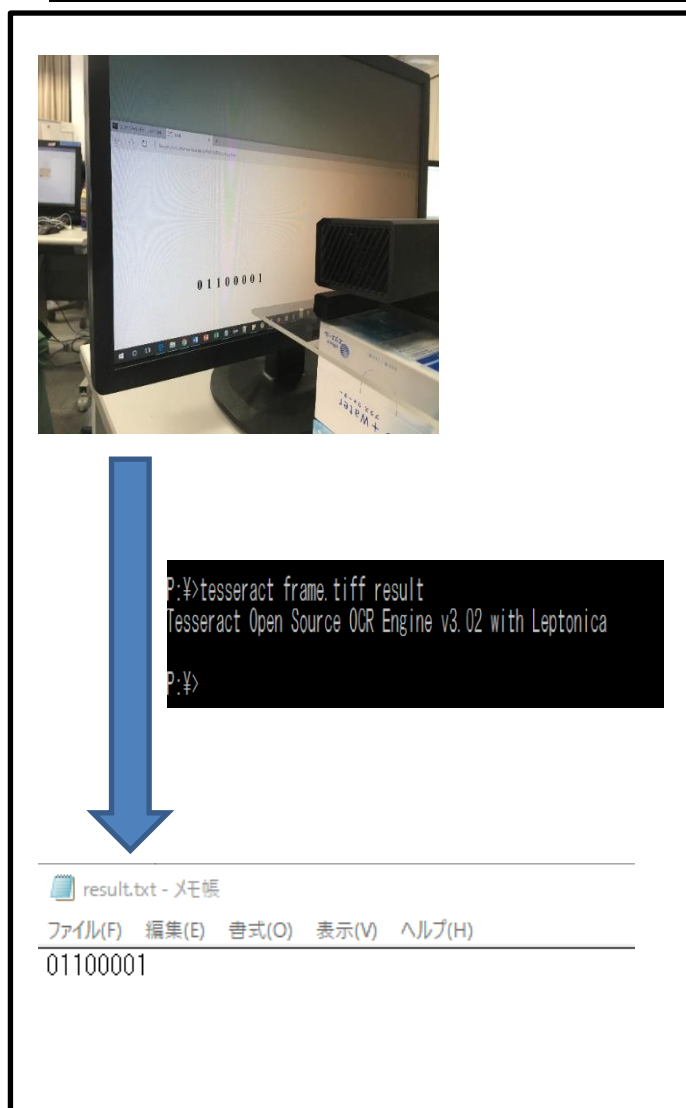 01100001
+Water
P:¥>tesseract frame.tiff result
Tesseract Open Source OCR Engine v3.02 with Leptonica
P:¥>
result.txt - メモ帳
ファイル(F) 編集(E) 書式(O) 表示(V) ヘルプ(H)
01100001